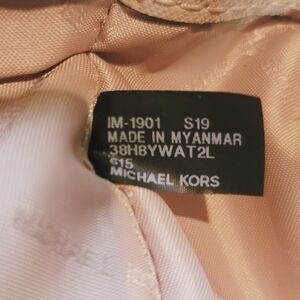 IM-1901 S19
MADE IN MYANMAR
38H8YWAT2L
615
MICHAEL KORS